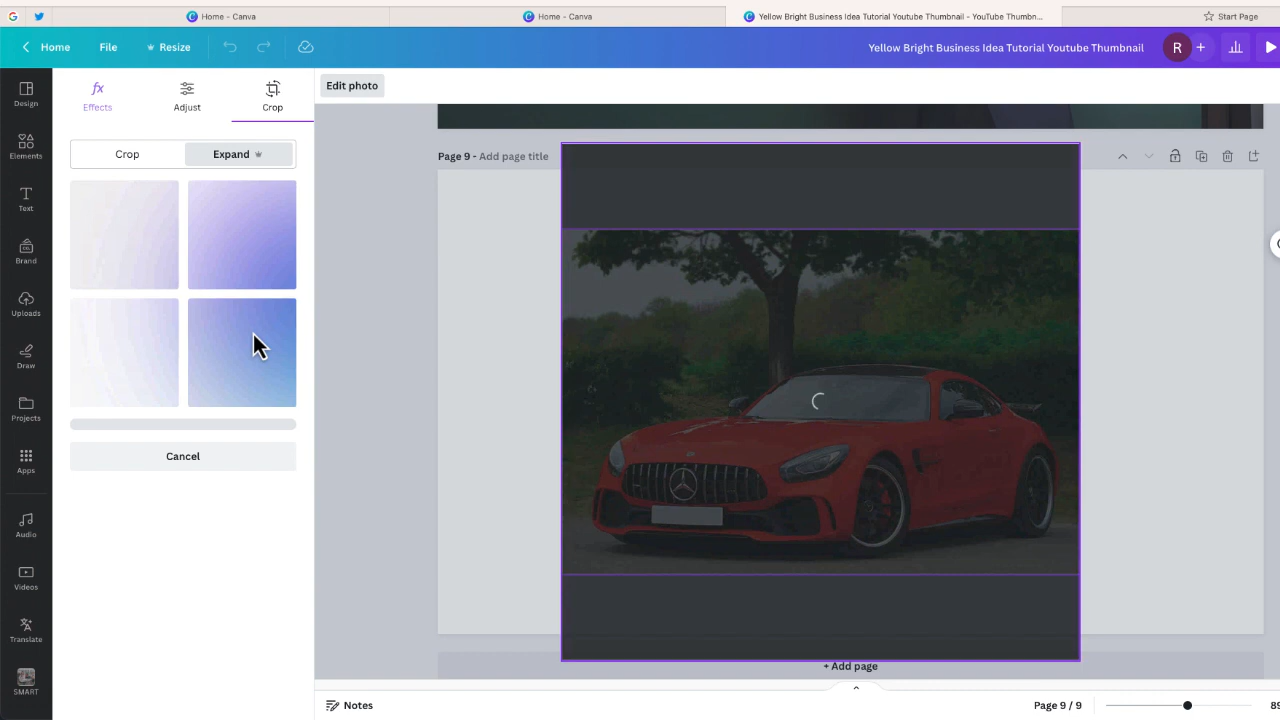 Home - Canva
Home - Canva
Yellow Bright Business Idea Tutorial Youtube Thumbnail - YouTube Thumbn...
Start Page
Home
File
Resize
Yellow Bright Business Idea Tutorial Youtube Thumbnail
R
Effects
Adjust
Crop
Edit photo
Design
Elements
Text
Brand
Uploads
Draw
Projects
Apps
Audio
Videos
Translate
SMART
Crop
Expand
Cancel
Page 9 - Add page title
+ Add page
Notes
Page 9 / 9